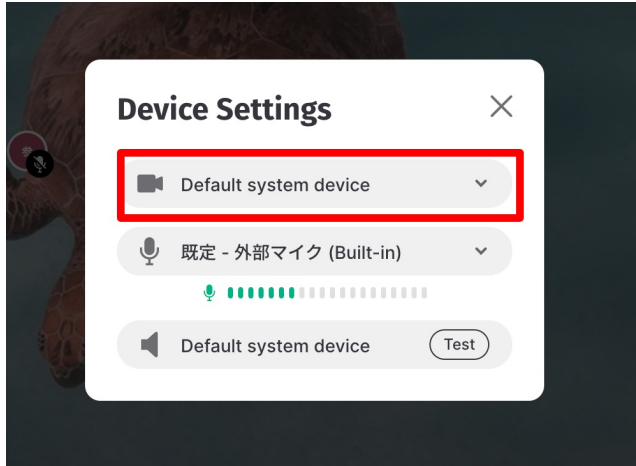 Device Settings
Default system device
既定 - 外部マイク (Built-in)
Default system device
Test